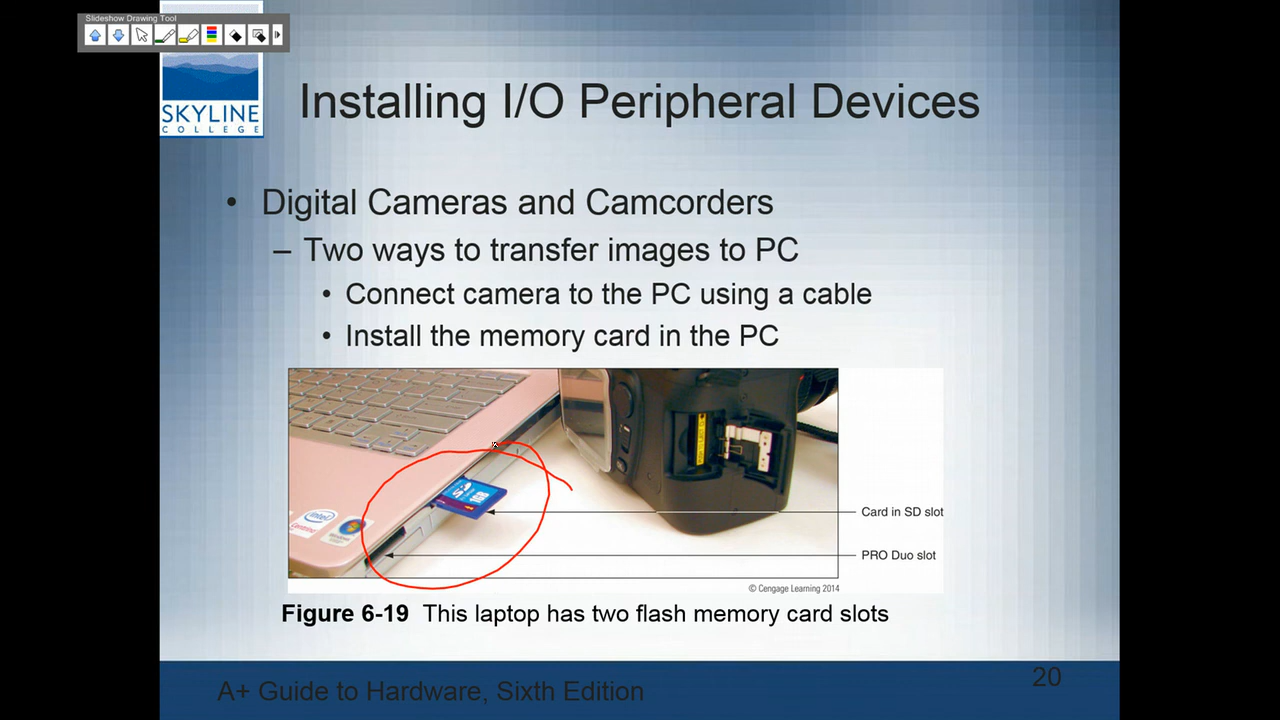 Slideshow Drawing Tool
SKYLINE
COLLEGE
Installing I/O Peripheral Devices
• Digital Cameras and Camcorders
– Two ways to transfer images to PC
• Connect camera to the PC using a cable
• Install the memory card in the PC
intel
SD
1GB
Card in SD slot
PRO Duo slot
© Cengage Learning 2014
Figure 6-19 This laptop has two flash memory card slots
A+ Guide to Hardware, Sixth Edition
20